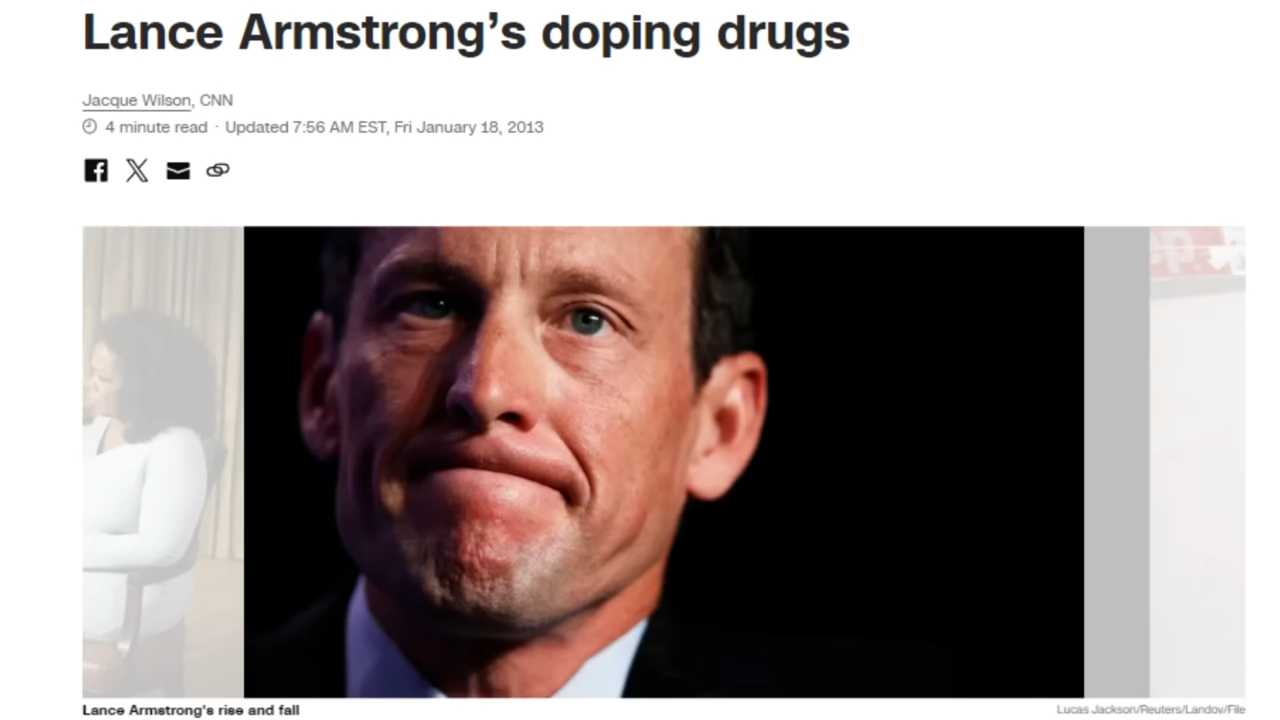 Lance Armstrong’s doping drugs
Jacque Wilson, CNN
4 minute read · Updated 7:56 AM EST, Fri January 18, 2013
Lance Armstrong's rise and fall
Lucas Jackson/Reuters/Landov/File